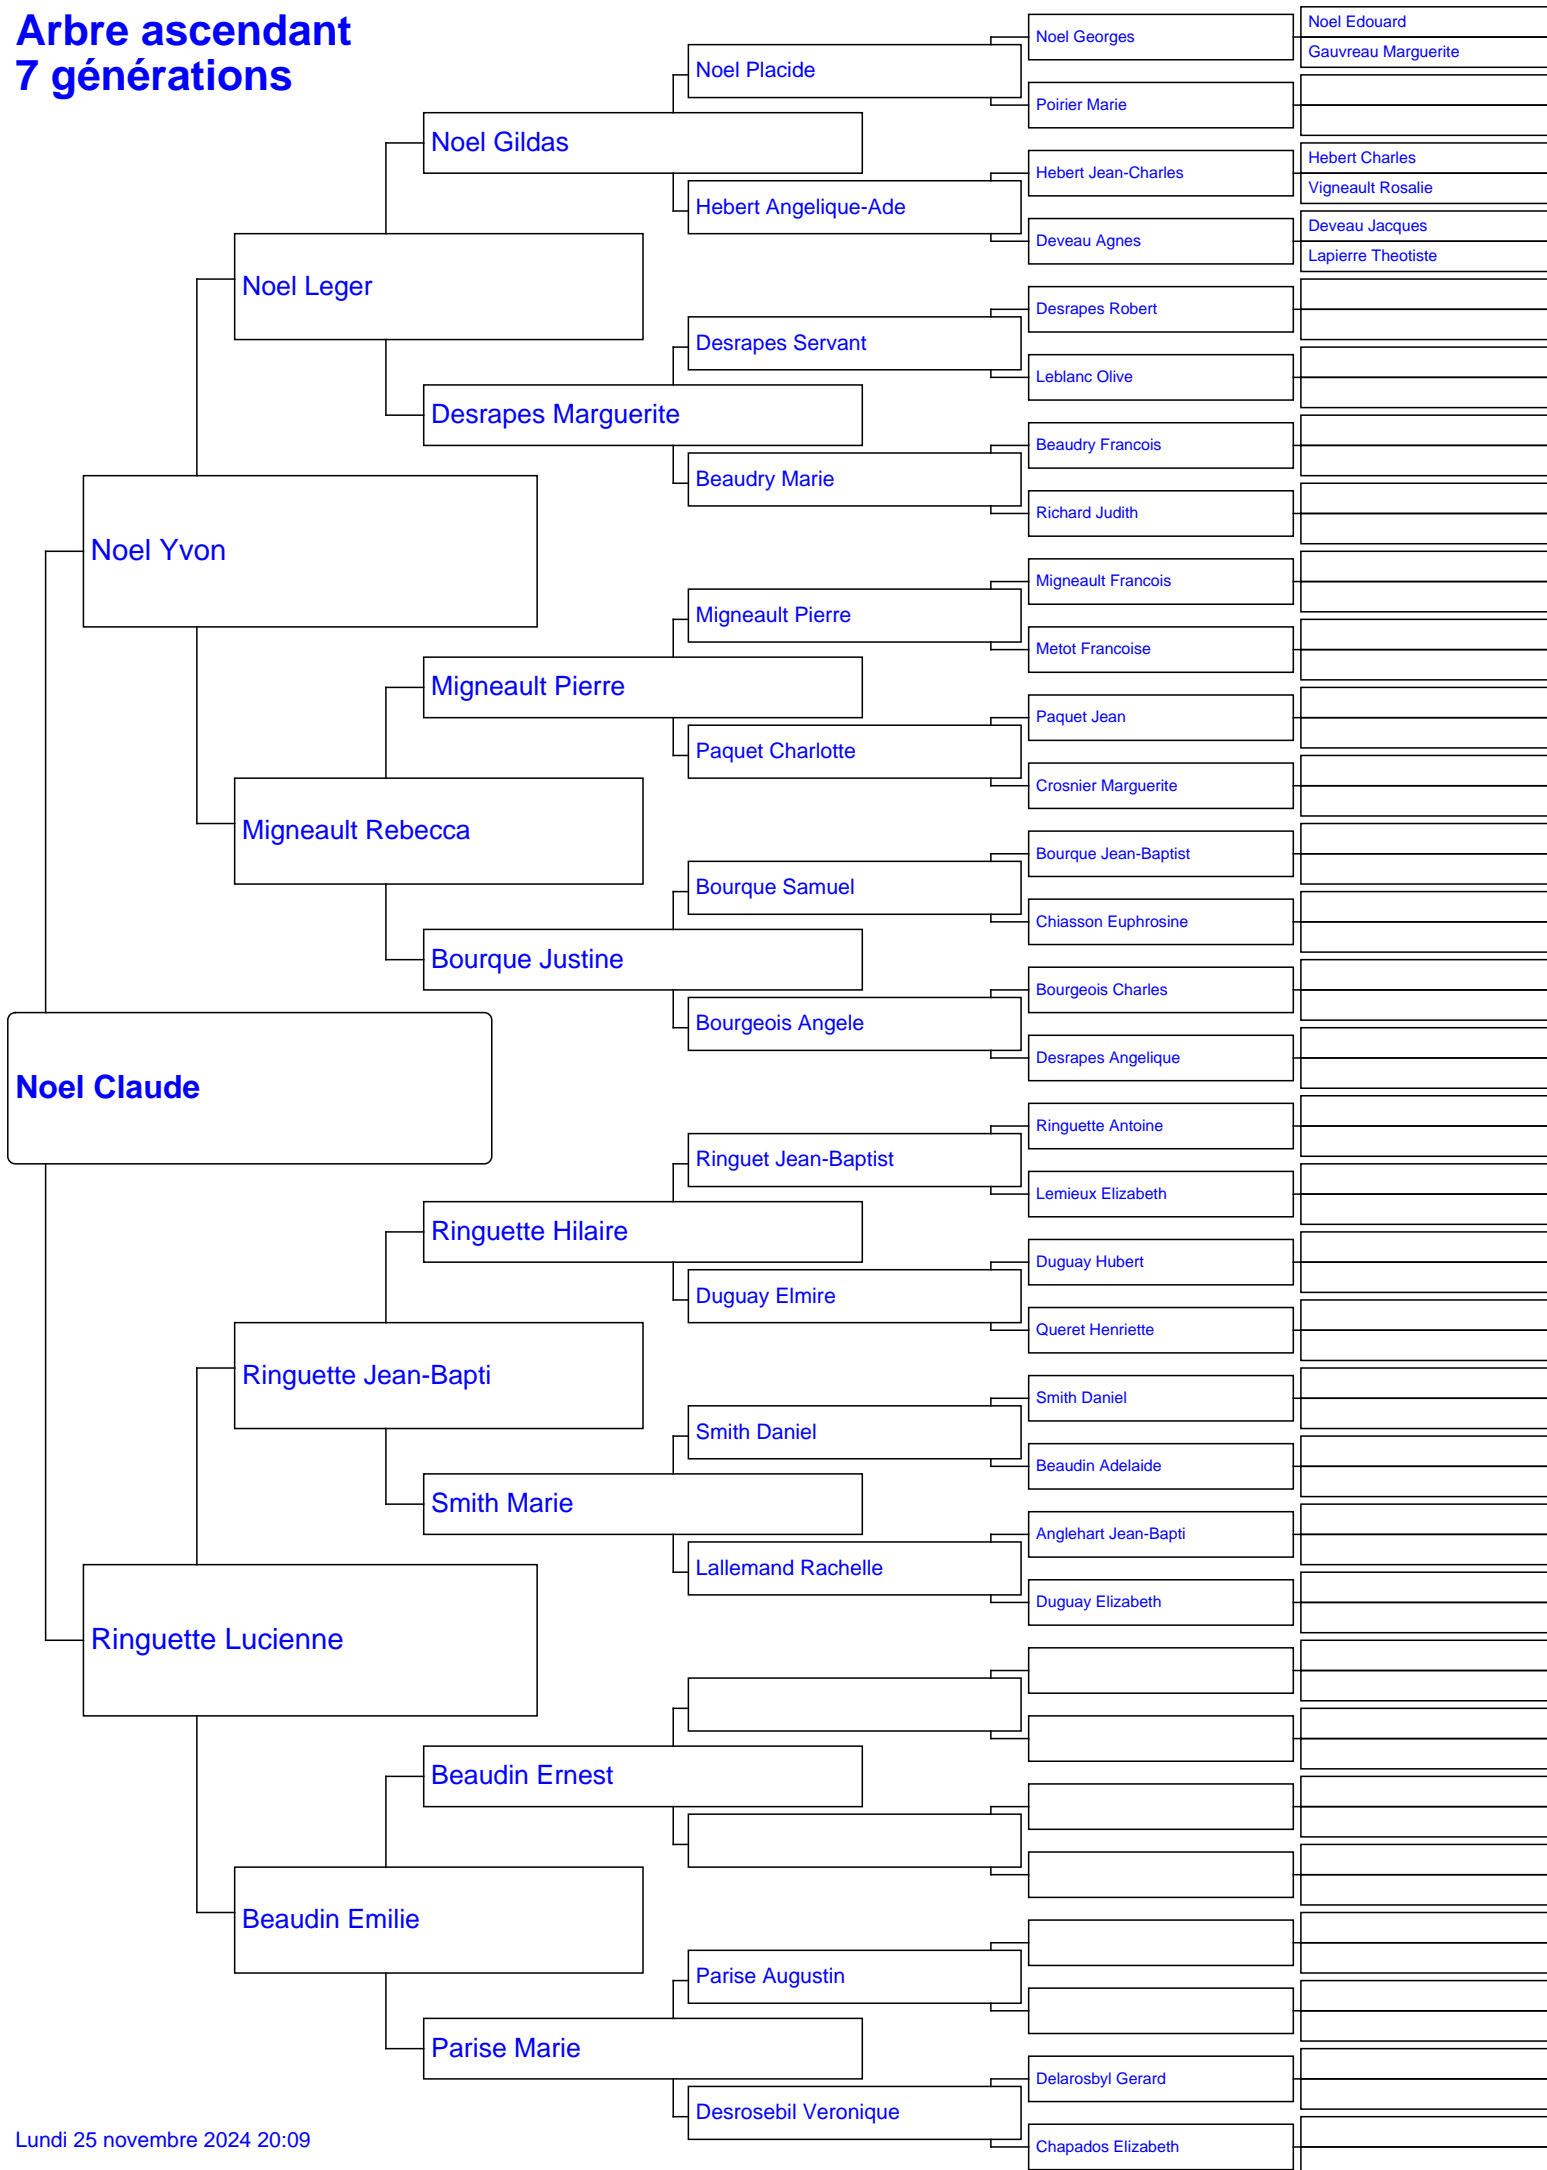 Arbre ascendant
7 générations
Noel Edouard
Noel Georges
Gauvreau Marguerite
Noel Placide
Poirier Marie
Noel Gildas
Hebert Charles
Hebert Jean-Charles
Vigneault Rosalie
Hebert Angelique-Ade
Deveau Jacques
Deveau Agnes
Lapierre Theotiste
Noel Leger
Desrapes Robert
Desrapes Servant
Leblanc Olive
Desrapes Marguerite
Beaudry Francois
Beaudry Marie
Richard Judith
Noel Yvon
Migneault Francois
Migneault Pierre
Metot Francoise
Migneault Pierre
Paquet Jean
Paquet Charlotte
Crosnier Marguerite
Migneault Rebecca
Bourque Jean-Baptist
Bourque Samuel
Chiasson Euphrosine
Bourque Justine
Bourgeois Charles
Bourgeois Angele
Desrapes Angelique
Noel Claude
Ringuette Antoine
Ringuet Jean-Baptist
Lemieux Elizabeth
Ringuette Hilaire
Duguay Hubert
Duguay Elmire
Queret Henriette
Ringuette Jean-Bapti
Smith Daniel
Smith Daniel
Beaudin Adelaide
Smith Marie
Anglehart Jean-Bapti
Lallemand Rachelle
Duguay Elizabeth
Ringuette Lucienne
Beaudin Ernest
Beaudin Emilie
Parise Augustin
Parise Marie
Delarosbyl Gerard
Desrosebil Veronique
Chapados Elizabeth
Lundi 25 novembre 2024 20:09